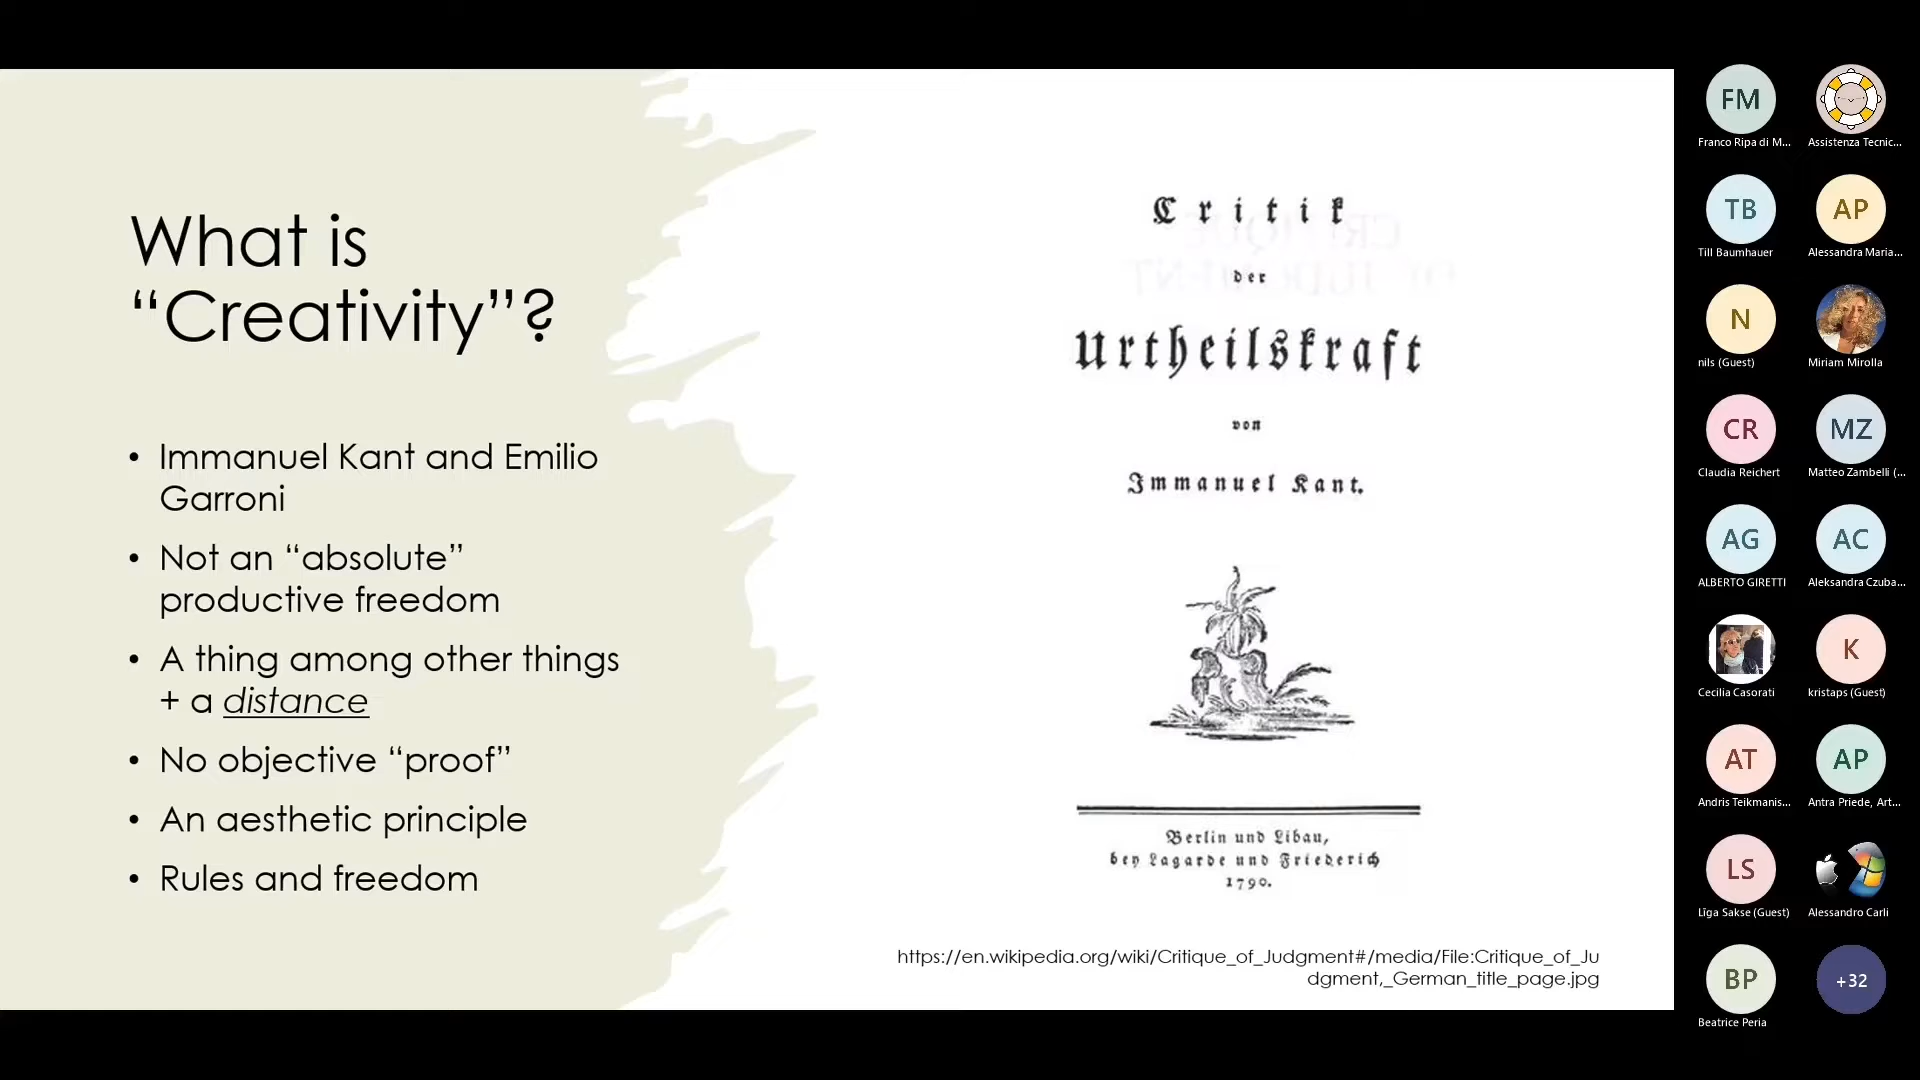 What is
“Creativity”?
• Immanuel Kant and Emilio
Garroni
• Not an “absolute”
productive freedom
• A thing among other things
+ a distance
• No objective “proof”
• An aesthetic principle
• Rules and freedom
Critik
der
Urtheilskraft
von
Immanuel Kant.
Berlin und Libau,
bey Lagarde und Friederich
1790.
https://en.wikipedia.org/wiki/Critique_of_Judgment#/media/File:Critique_of_Ju
dgment,_German_title_page.jpg
FM
Franco Ripa di M...
Assistenza Tecnic...
TB
Till Baumhauer
AP
Alessandra Maria...
N
nils (Guest)
Miriam Mirolla
CR
Claudia Reichert
MZ
Matteo Zambelli (...
AG
ALBERTO GIRETTI
AC
Aleksandra Czuba...
Cecilia Casorati
K
kristaps (Guest)
AT
Andris Teikmanis...
AP
Antra Priede, Art...
LS
Līga Sakse (Guest)
Alessandro Carli
BP
Beatrice Peria
+32